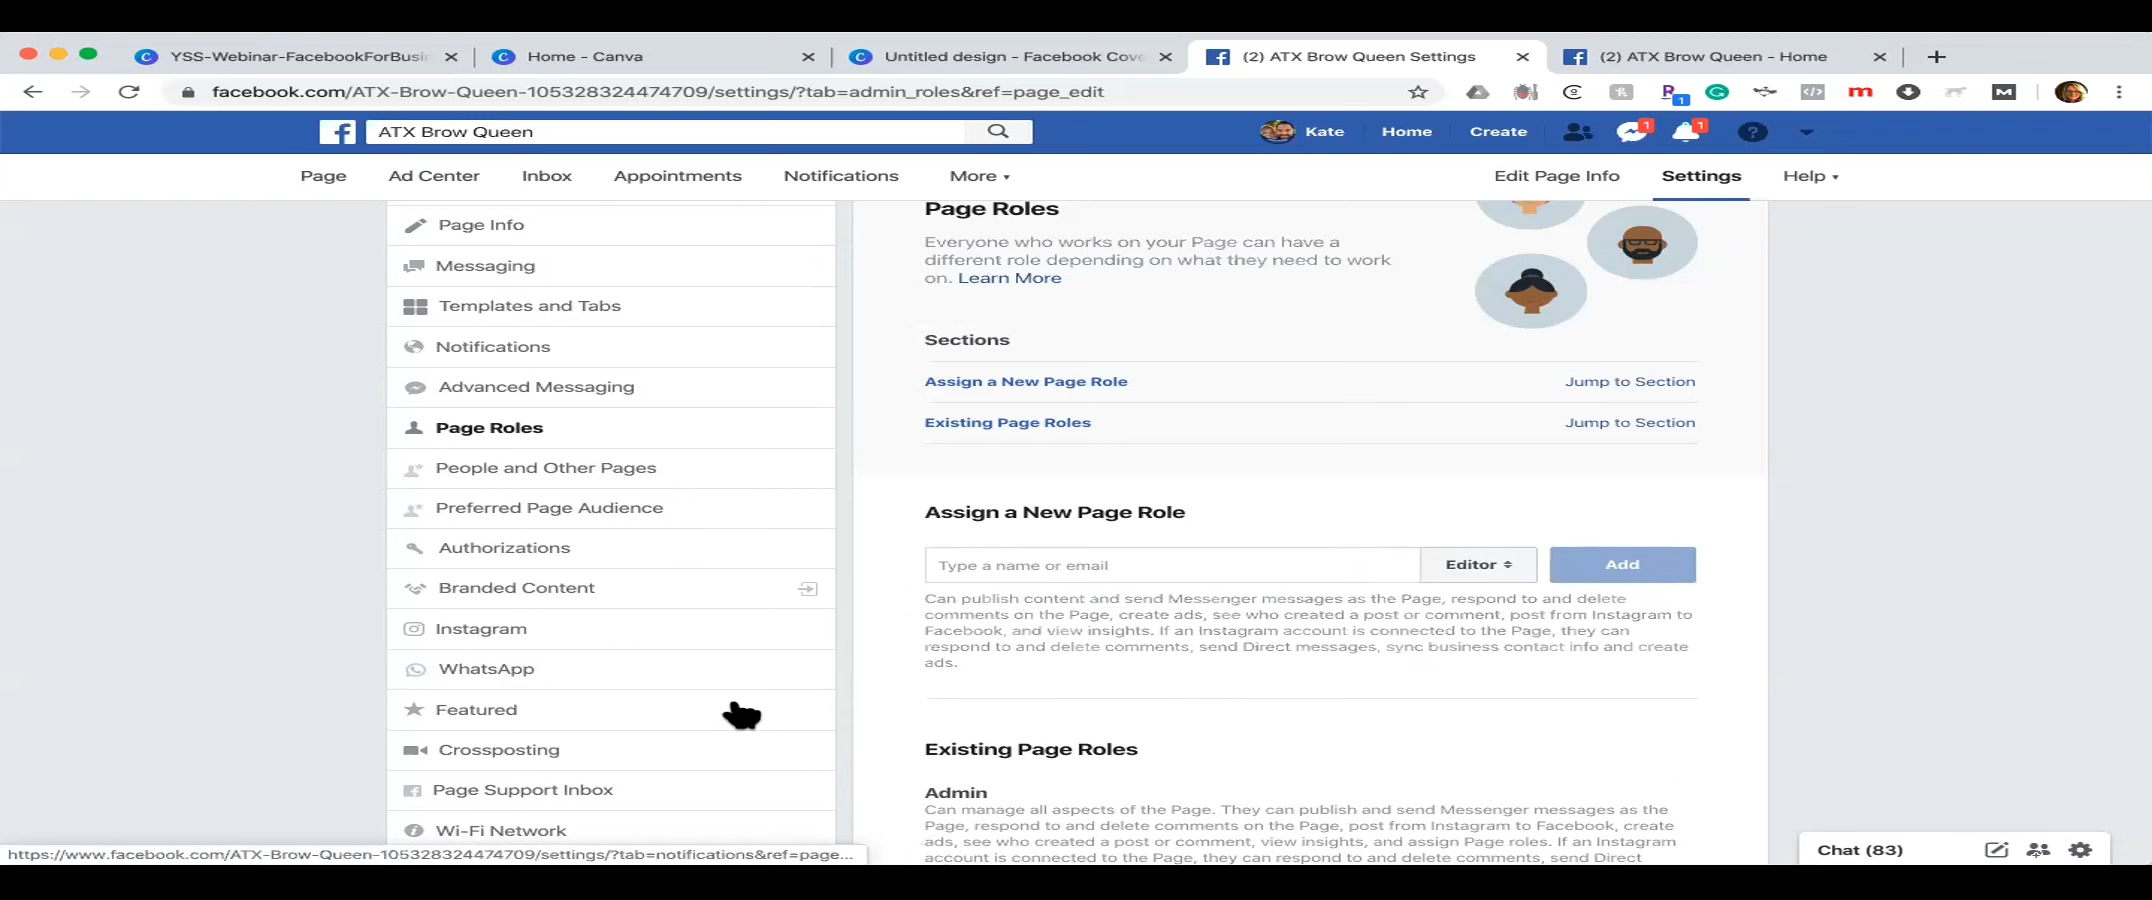 YSS-Webinar-FacebookForBusin
Home - Canva
Untitled design - Facebook Cove
(2) ATX Brow Queen Settings
(2) ATX Brow Queen - Home
facebook.com/ATX-Brow-Queen-105328324474709/settings/?tab=admin_roles&ref=page_edit
ATX Brow Queen
Kate
Home
Create
1
1
Page
Ad Center
Inbox
Appointments
Notifications
More
Edit Page Info
Settings
Help
Page Info
Messaging
Templates and Tabs
Notifications
Advanced Messaging
Page Roles
People and Other Pages
Preferred Page Audience
Authorizations
Branded Content
Instagram
WhatsApp
Featured
Crossposting
Page Support Inbox
Wi-Fi Network
Page Roles
Everyone who works on your Page can have a
different role depending on what they need to work
on. Learn More
Sections
Assign a New Page Role
Jump to Section
Existing Page Roles
Jump to Section
Assign a New Page Role
Type a name or email
Editor
Add
Can publish content and send Messenger messages as the Page, respond to and delete
comments on the Page, create ads, see who created a post or comment, post from Instagram to
Facebook, and view insights. If an Instagram account is connected to the Page, they can
respond to and delete comments, send Direct messages, sync business contact info and create
ads.
Existing Page Roles
Admin
Can manage all aspects of the Page. They can publish and send Messenger messages as the
Page, respond to and delete comments on the Page, post from Instagram to Facebook, create
ads, see who created a post or comment, view insights, and assign Page roles. If an Instagram
account is connected to the Page, they can respond to and delete comments, send Direct
https://www.facebook.com/ATX-Brow-Queen-105328324474709/settings/?tab=notifications&ref=page...
Chat (83)